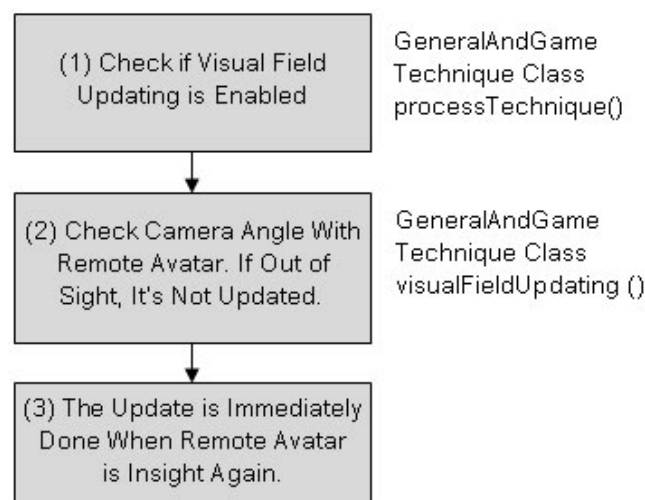 (1) Check if Visual Field
Updating is Enabled
GeneralAndGame
Technique Class
processTechnique()
(2) Check Camera Angle With
Remote Avatar. If Out of
Sight, It's Not Updated.
GeneralAndGame
Technique Class
visualFieldUpdating ()
(3) The Update is Immediately
Done When Remote Avatar
is Insight Again.